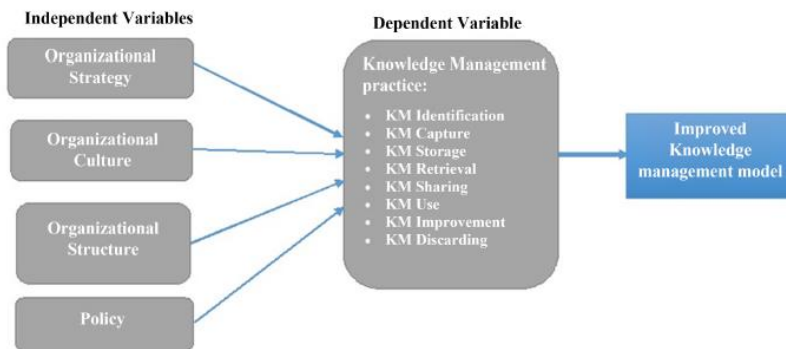 Independent Variables
Organizational
Strategy
Organizational
Culture
Organizational
Structure
Policy
Dependent Variable
Knowledge Management
practice:
• KM Identification
• KM Capture
• KM Storage
• KM Retrieval
• KM Sharing
• KM Use
• KM Improvement
• KM Discarding
Improved
Knowledge
management model